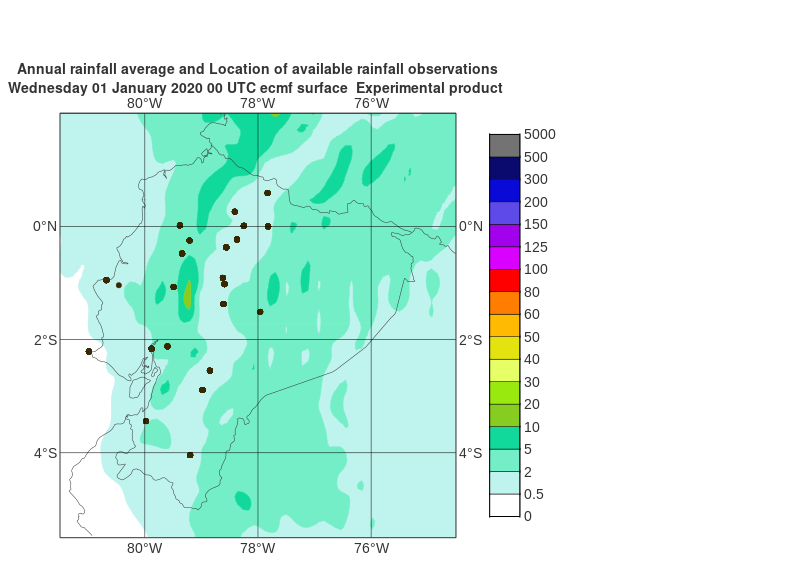 Annual rainfall average and Location of available rainfall observations
Wednesday 01 January 2020 00 UTC ecmf surface  Experimental product
80°W 78°W 76°W
0°N 0°N
2°S 2°S
4°S 4°S
80°W 78°W 76°W
5000
500
300
200
150
125
100
80
60
50
40
30
20
10
5
2
0.5
0